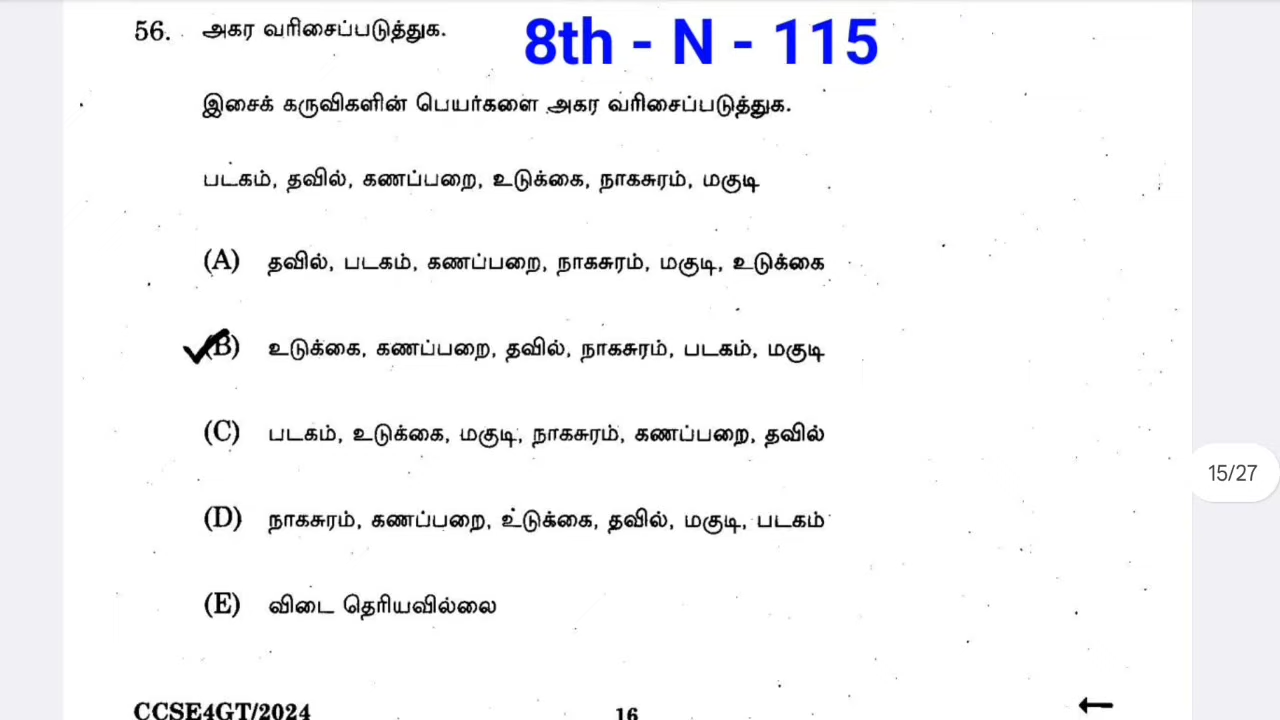 56. அகர வரிசைப்படுத்துக.
8th - N - 115
இசைக் கருவிகளின் பெயர்களை அகர வரிசைப்படுத்துக.
படகம், தவில், கணப்பறை, உடுக்கை, நாகசுரம், மகுடி
(A) தவில், படகம், கணப்பறை, நாகசுரம், மகுடி, உடுக்கை
(B) உடுக்கை, கணப்பறை, தவில், நாகசுரம், படகம், மகுடி
(C) படகம், உடுக்கை, மகுடி, நாகசுரம், கணப்பறை, தவில்
(D) நாகசுரம், கணப்பறை, உடுக்கை, தவில், மகுடி, படகம்
(E) விடை தெரியவில்லை
15/27
CCSE4GT/2024 16